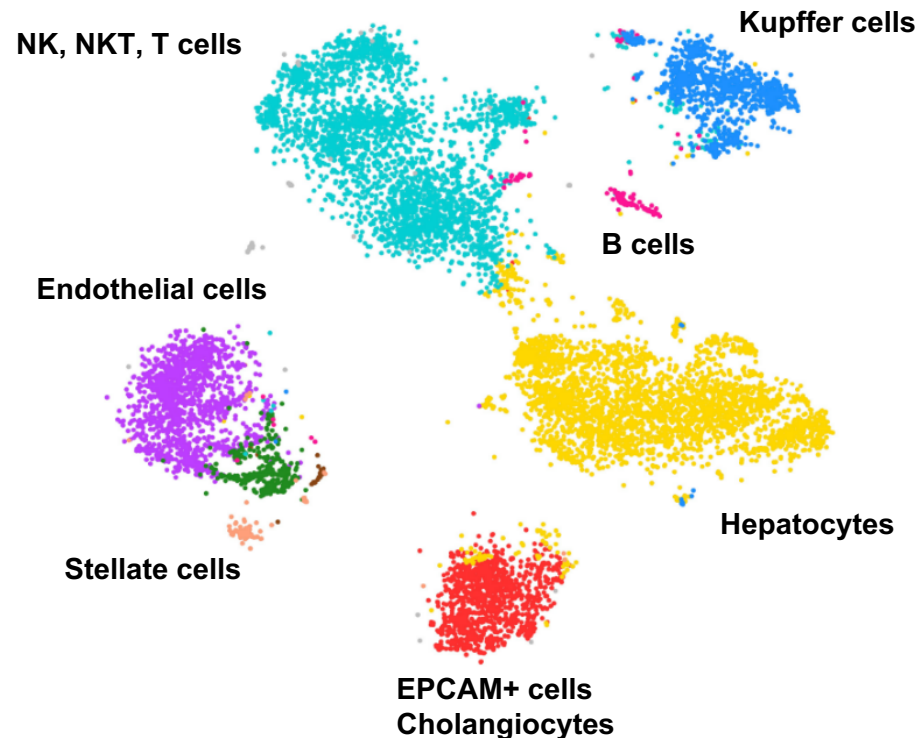 Kupffer cells
NK, NKT, T cells
B cells
Endothelial cells
Hepatocytes
Stellate cells
EPCAM+ cells
Cholangiocytes